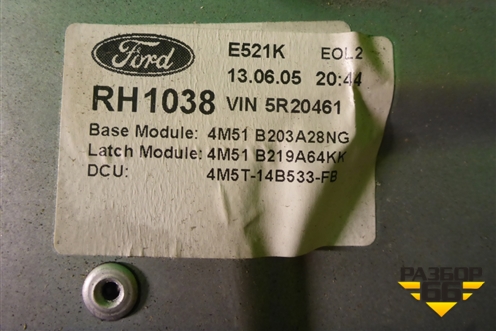 Ford
E521K EOL2
13.06.05 20:44
RH1038 VIN 5R20461
Base Module: 4M51 B203A28NG
Latch Module: 4M51 B219A64KK
DCU: 4M5T-14B533-FB
РАЗБОР
66